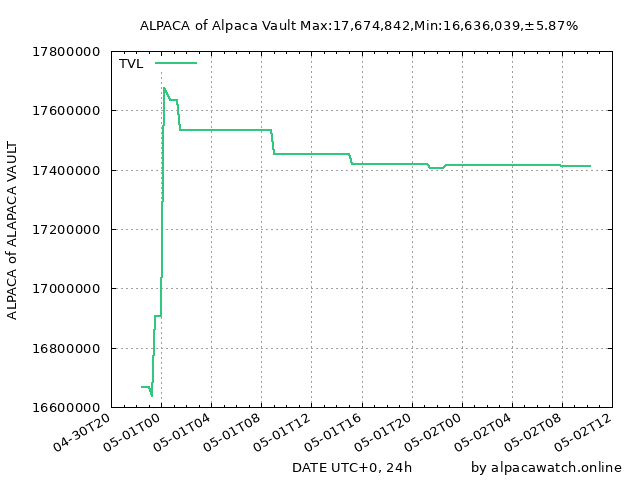 ALPACA of Alpaca Vault Max:17,674,842,Min:16,636,039,±5.87%
TVL
17800000
17600000
17400000
17200000
17000000
16800000
16600000
ALPACA of ALAPACA VAULT
04-30T20
05-01T00
05-01T04
05-01T08
05-01T12
05-01T16
05-01T20
05-02T00
05-02T04
05-02T08
05-02T12
DATE UTC+0, 24h
by alpacawatch.online